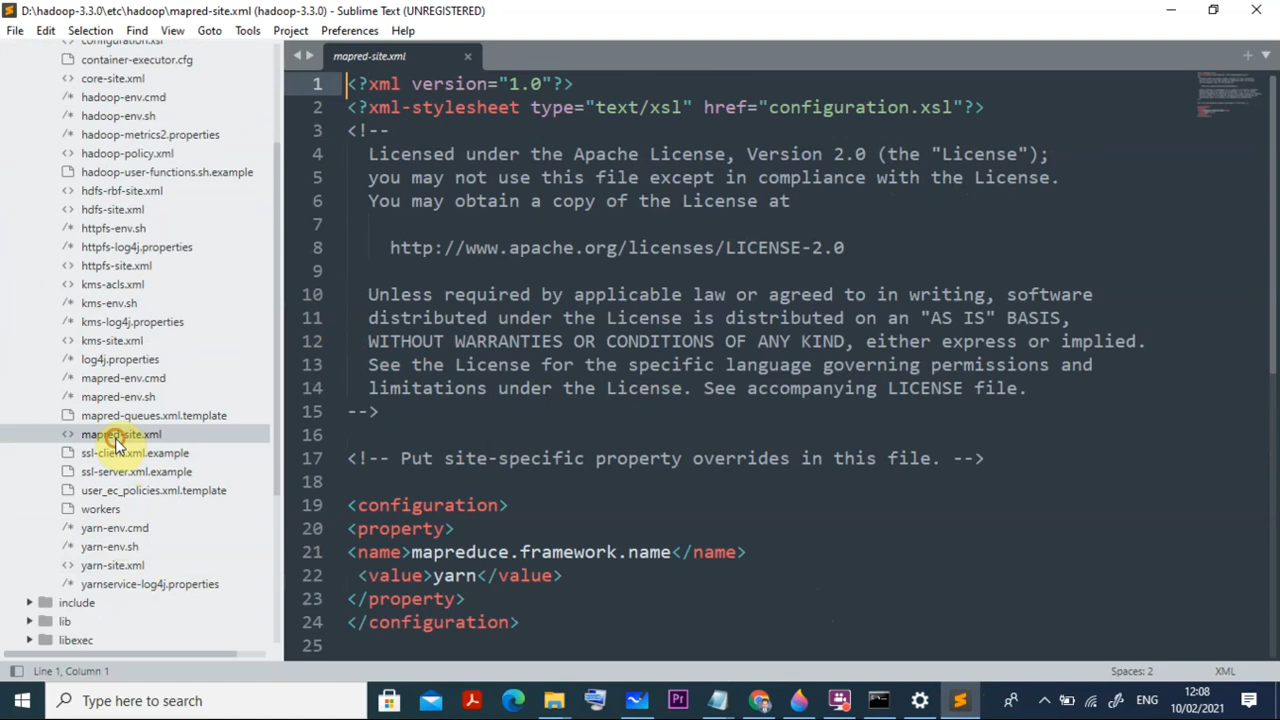 D:\hadoop-3.3.0\etc\hadoop\mapred-site.xml (hadoop-3.3.0) - Sublime Text (UNREGISTERED)
File Edit Selection Find View Goto Tools Project Preferences Help
configuration.xsl
container-executor.cfg
core-site.xml
hadoop-env.cmd
hadoop-env.sh
hadoop-metrics2.properties
hadoop-policy.xml
hadoop-user-functions.sh.example
hdfs-rbf-site.xml
hdfs-site.xml
httpfs-env.sh
httpfs-log4j.properties
httpfs-site.xml
kms-acls.xml
kms-env.sh
kms-log4j.properties
kms-site.xml
log4j.properties
mapred-env.cmd
mapred-env.sh
mapred-queues.xml.template
mapred-site.xml
ssl-client.xml.example
ssl-server.xml.example
user_ec_policies.xml.template
workers
yarn-env.cmd
yarn-env.sh
yarn-site.xml
yarnservice-log4j.properties
include
lib
libexec
mapred-site.xml
1 <?xml version="1.0"?>
2 <?xml-stylesheet type="text/xsl" href="configuration.xsl"?>
3 <!--
4 Licensed under the Apache License, Version 2.0 (the "License");
5 you may not use this file except in compliance with the License.
6 You may obtain a copy of the License at
7
8 http://www.apache.org/licenses/LICENSE-2.0
9
10 Unless required by applicable law or agreed to in writing, software
11 distributed under the License is distributed on an "AS IS" BASIS,
12 WITHOUT WARRANTIES OR CONDITIONS OF ANY KIND, either express or implied.
13 See the License for the specific language governing permissions and
14 limitations under the License. See accompanying LICENSE file.
15 -->
16
17 <!-- Put site-specific property overrides in this file. -->
18
19 <configuration>
20 <property>
21 <name>mapreduce.framework.name</name>
22 <value>yarn</value>
23 </property>
24 </configuration>
25
Line 1, Column 1
Spaces: 2 XML
Type here to search
Pr
ENG
12:08
10/02/2021